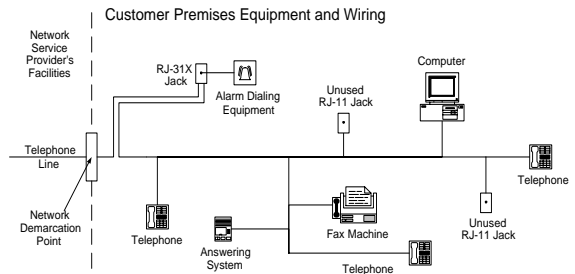 Customer Premises Equipment and Wiring
Network
Service
Provider's
Facilities
RJ-31X
Jack
Alarm Dialing
Equipment
Unused
RJ-11 Jack
Computer
Telephone
Line
Network
Demarcation
Point
Telephone
Answering
System
Fax Machine
Telephone
Unused
RJ-11 Jack
Telephone